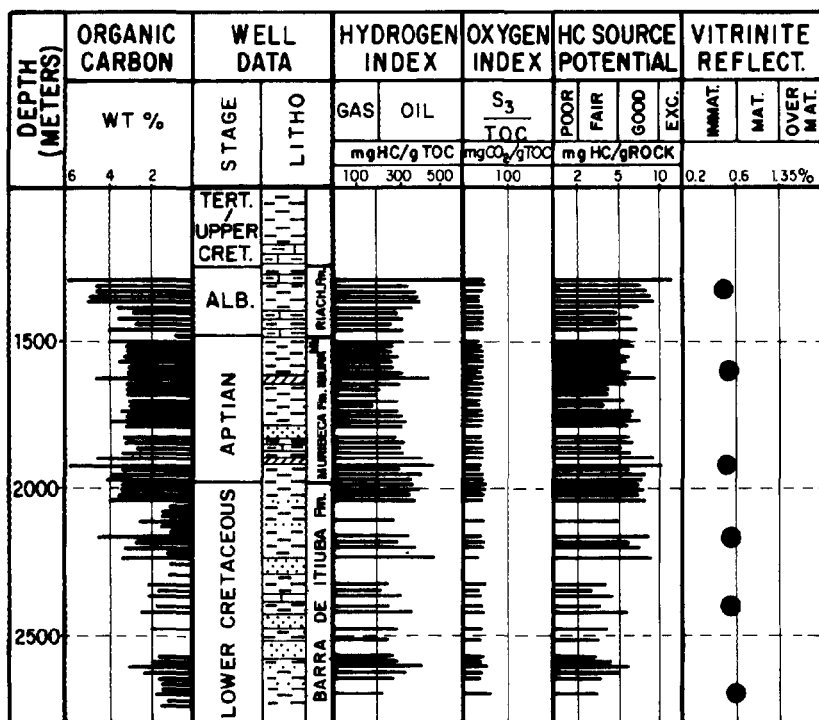 DEPTH
(METERS)
ORGANIC
CARBON
WT %
6 4 2
WELL
DATA
STAGE
LITHO
HYDROGEN
INDEX
GAS OIL
mgHC/g TOC
100 300 500
OXYGEN
INDEX
S3
TOC
mgCO2/gTOC
100
HC SOURCE
POTENTIAL
POOR
FAIR
GOOD
EXC.
mg HC/gROCK
2 5 10
VITRINITE
REFLECT.
IMMAT.
MAT.
OVER
MAT.
0.2 0.6 1.35%
TERT.
/
UPPER
CRET.
ALB.
RIACH. Fm.
1500
APTIAN
MURIBECA Fm.
2000
LOWER CRETACEOUS
BARRA DE ITIUBA Fm.
2500